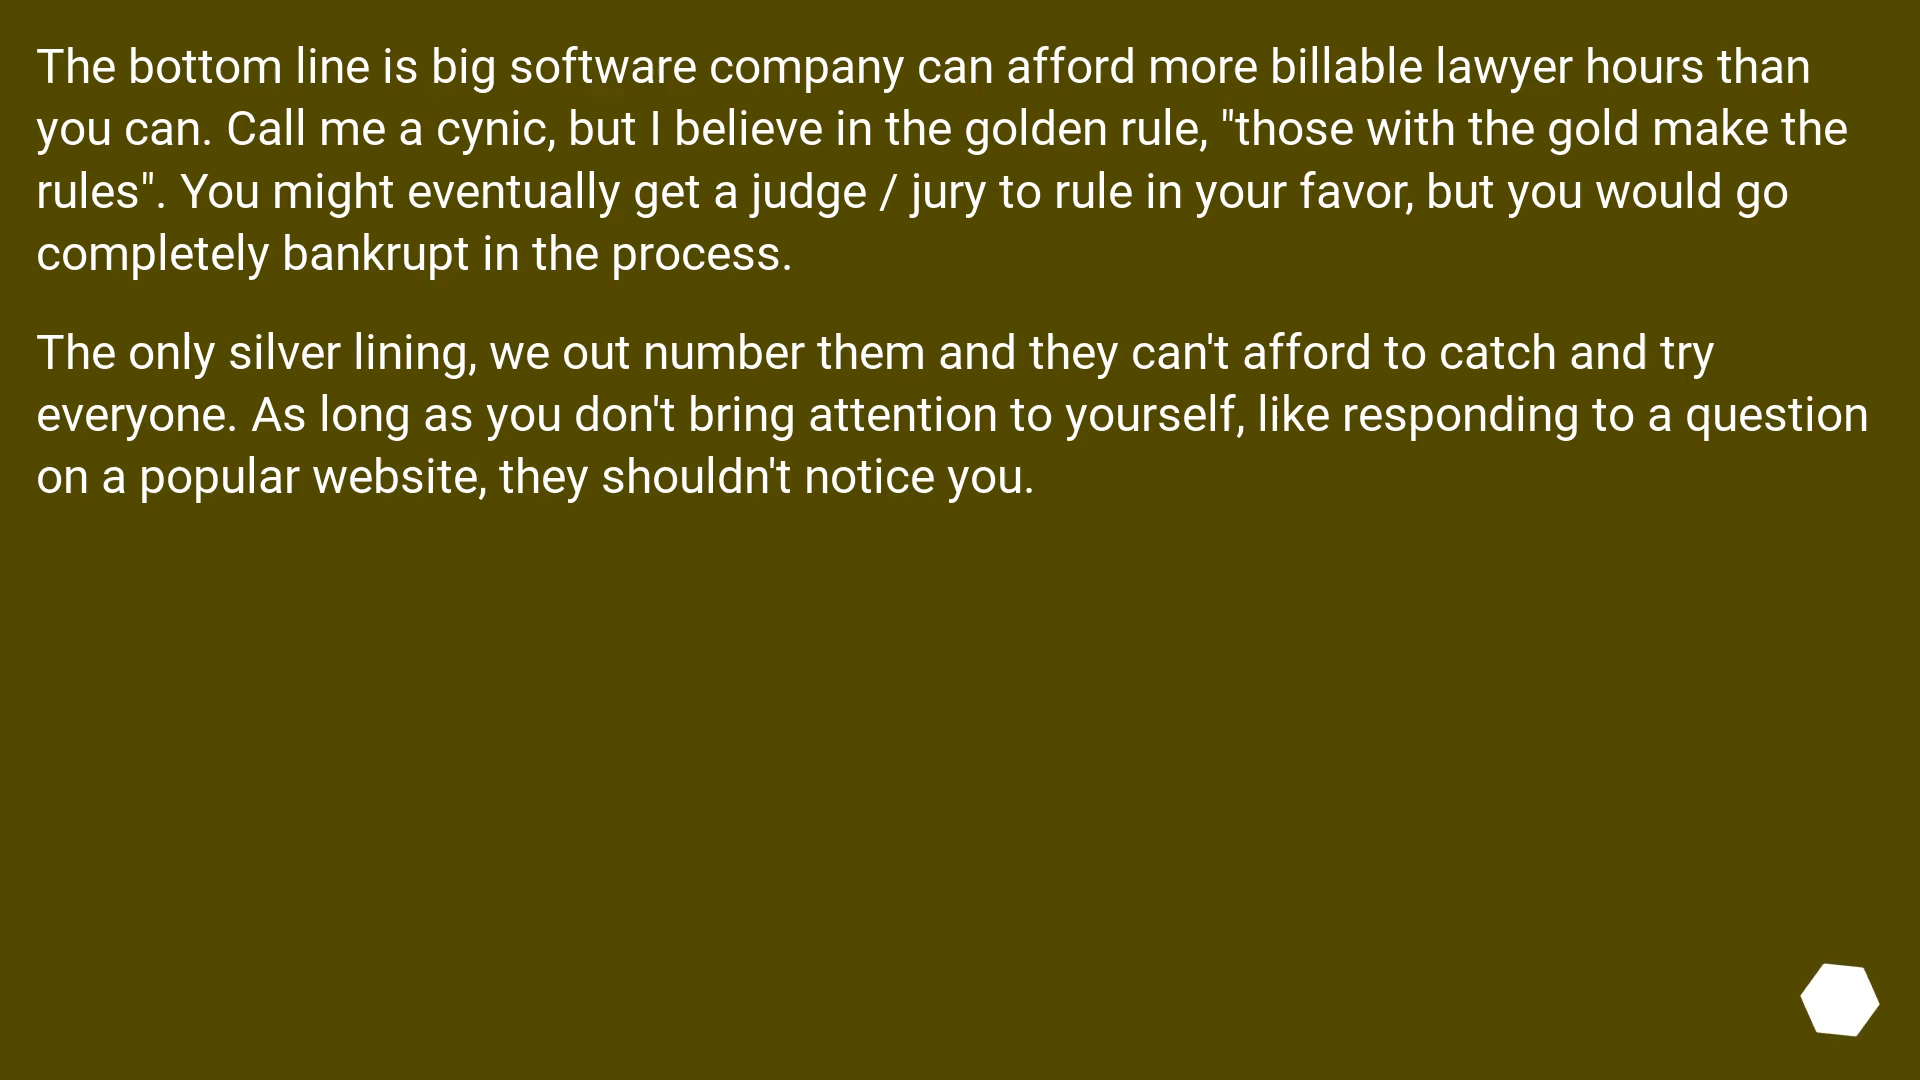 The bottom line is big software company can afford more billable lawyer hours than
you can. Call me a cynic, but I believe in the golden rule, "those with the gold make the
rules". You might eventually get a judge / jury to rule in your favor, but you would go
completely bankrupt in the process.
The only silver lining, we out number them and they can't afford to catch and try
everyone. As long as you don't bring attention to yourself, like responding to a question
on a popular website, they shouldn't notice you.